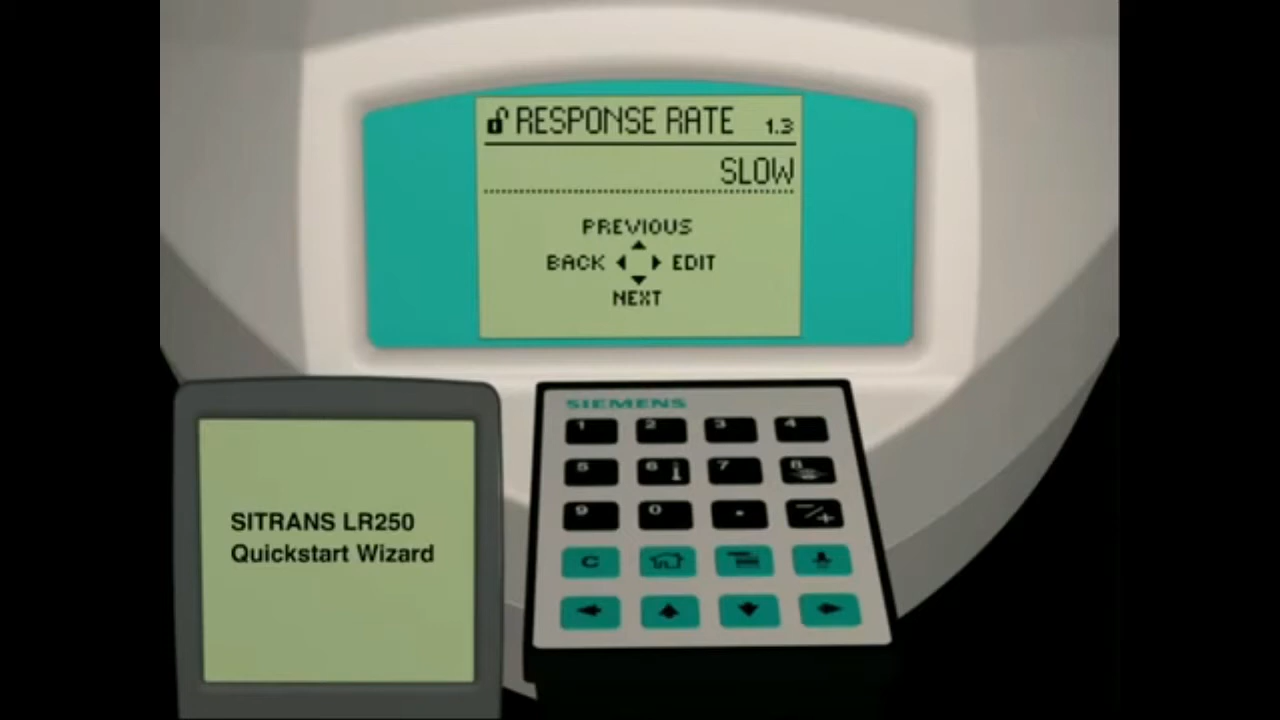 RESPONSE RATE 1.3
SLOW
PREVIOUS
BACK EDIT
NEXT
SITRANS LR250
Quickstart Wizard
SIEMENS
1 2 3 4
5 6 7 8
9 0 . -/+
C